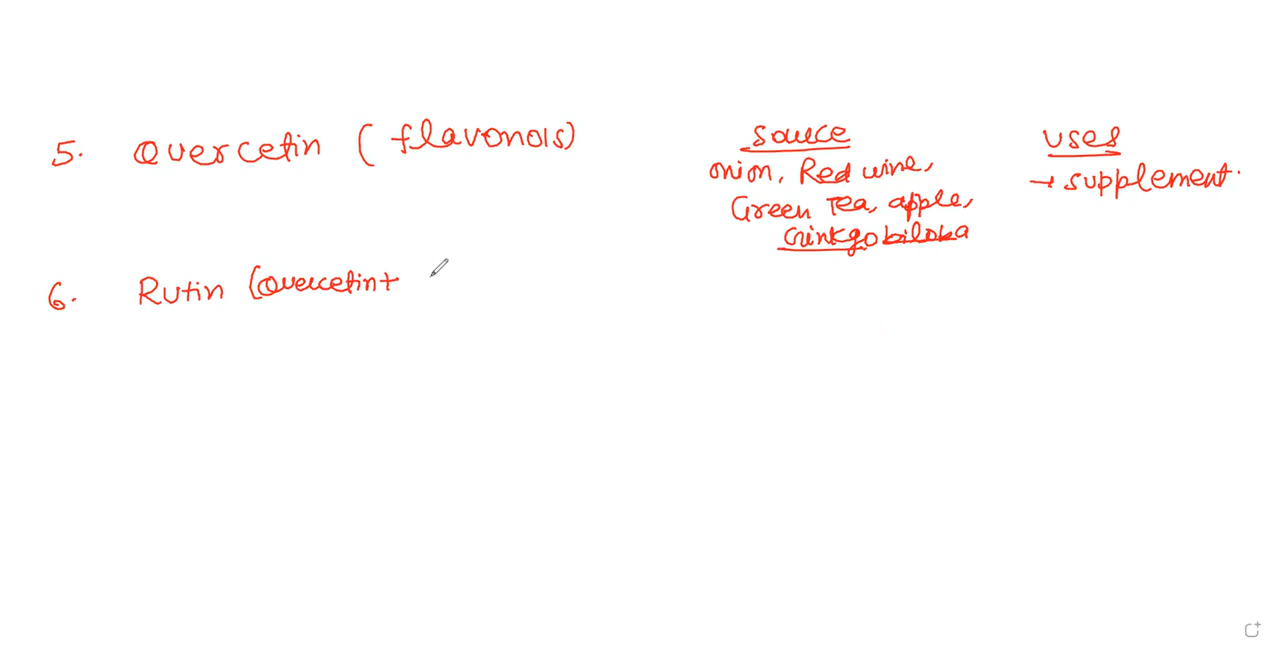 5. Quercetin (flavonols)
source
onion, Red wine,
Green Tea, apple,
Ginkgo biloba
uses
→ supplement.
6. Rutin (Quercetin+